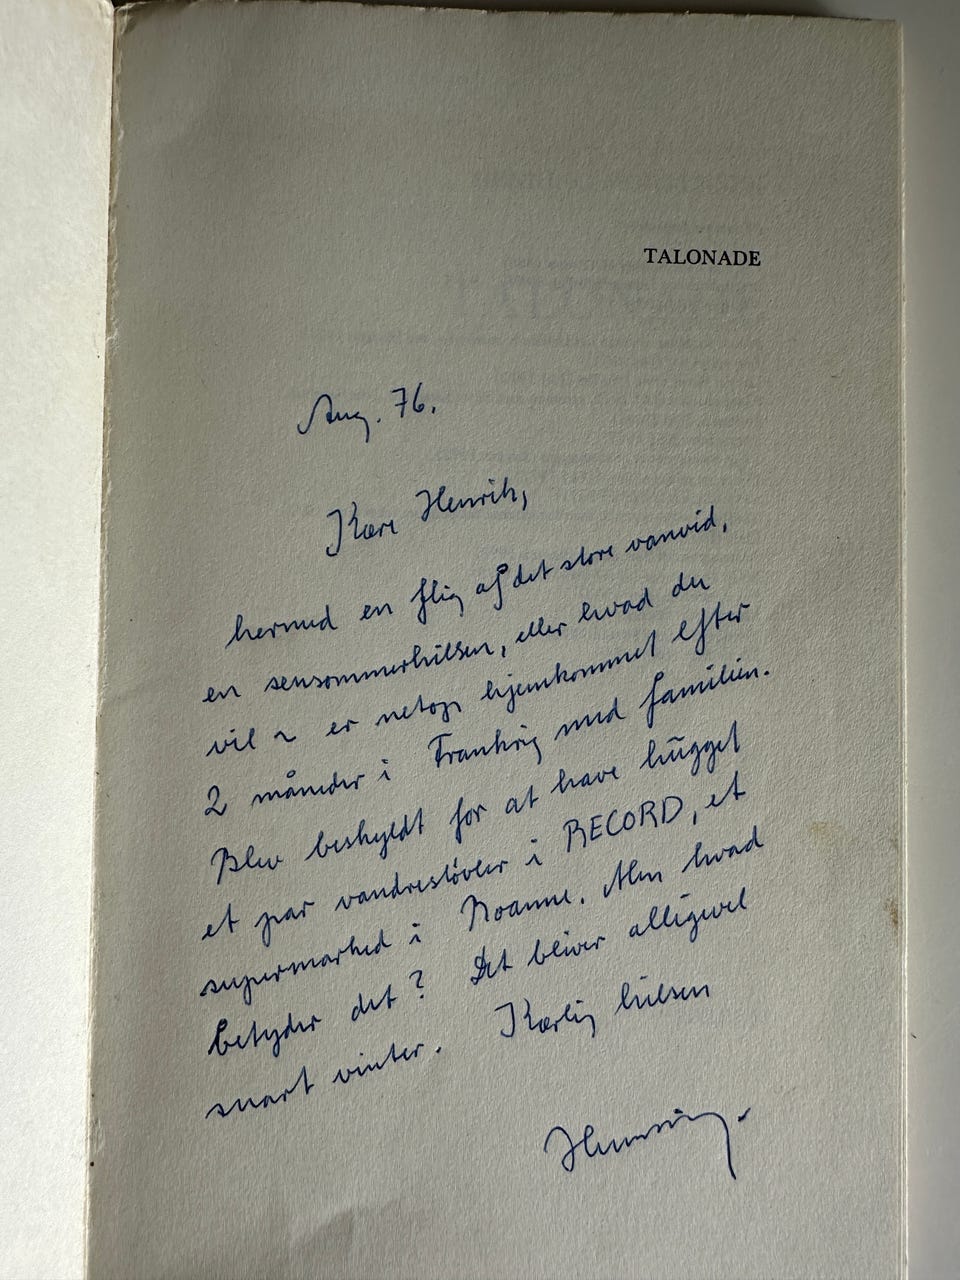 TALONADE
Aug. 76.
Kære Henrik,
hermed en flig af det store vanvid,
en sensommerhilsen, eller hvad du
vil ~ er netop hjemkommet efter
2 måneder i Frankrig med familien.
Blev beskyldt for at have hugget
et par vandrestøvler i RECORD, et
supermarked i Roanne. Men hvad
betyder det? Det bliver alligevel
snart vinter. Kærlig hilsen
Henning.